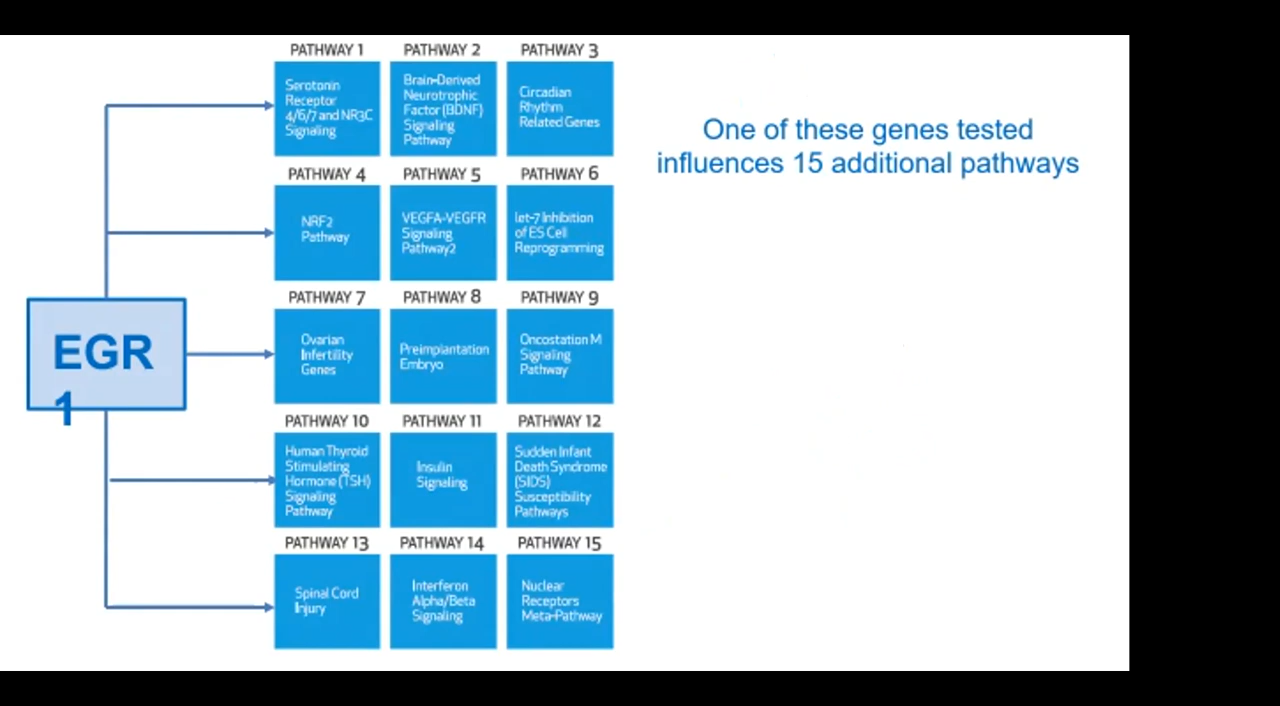 PATHWAY 1
PATHWAY 2
PATHWAY 3
Serotonin
Receptor
4/6/7 and NR3C
Signaling
Brain-Derived
Neurotrophic
Factor (BDNF)
Signaling
Pathway
Circadian
Rhythm
Related Genes
One of these genes tested
influences 15 additional pathways
PATHWAY 4
PATHWAY 5
PATHWAY 6
NRF2
Pathway
VEGFA-VEGFR
Signaling
Pathway2
let-7 Inhibition
of ES Cell
Reprogramming
EGR
1
PATHWAY 7
PATHWAY 8
PATHWAY 9
Ovarian
Infertility
Genes
Preimplantation
Embryo
Oncostation M
Signaling
Pathway
PATHWAY 10
PATHWAY 11
PATHWAY 12
Human Thyroid
Stimulating
Hormone (TSH)
Signaling
Pathway
Insulin
Signaling
Sudden Infant
Death Syndrome
(SIDS)
Susceptibility
Pathways
PATHWAY 13
PATHWAY 14
PATHWAY 15
Spinal Cord
Injury
Interferon
Alpha/Beta
Signaling
Nuclear
Receptors
Meta-Pathway